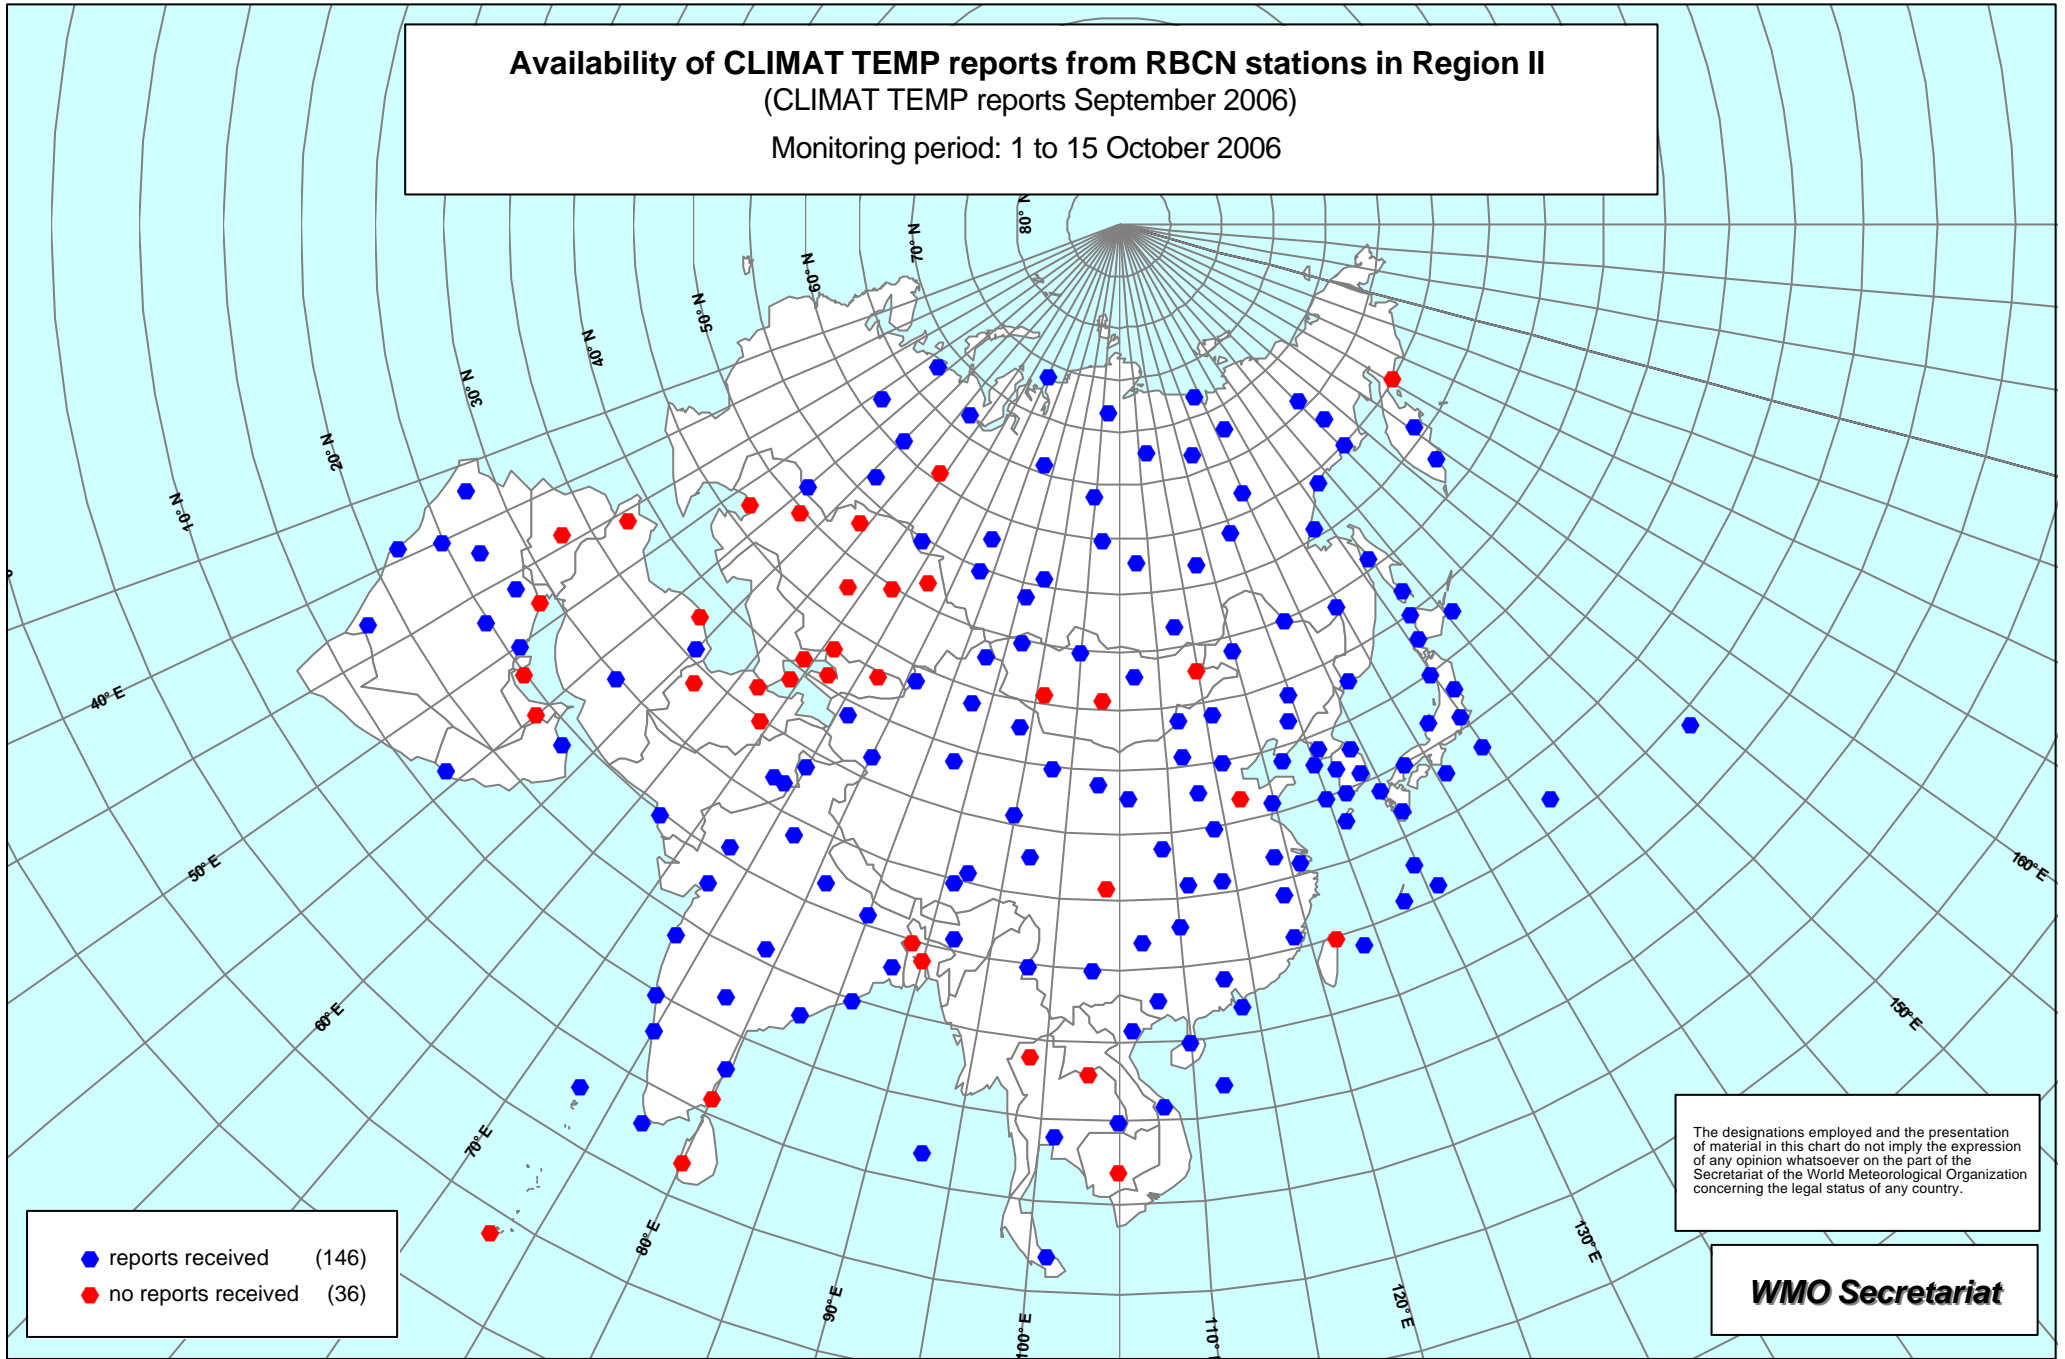 Availability of CLIMAT TEMP reports from RBCN stations in Region II
(CLIMAT TEMP reports September 2006)
Monitoring period: 1 to 15 October 2006
80° N
70° N
60° N
50° N
40° N
30° N
20° N
10° N
40° E
50° E
60° E
70° E
80° E
90° E
100° E
110°
120° E
130° E
150° E
160° E
The designations employed and the presentation
of material in this chart do not imply the expression
of any opinion whatsoever on the part of the
Secretariat of the World Meteorological Organization
concerning the legal status of any country.
reports received (146)
no reports received (36)
WMO Secretariat